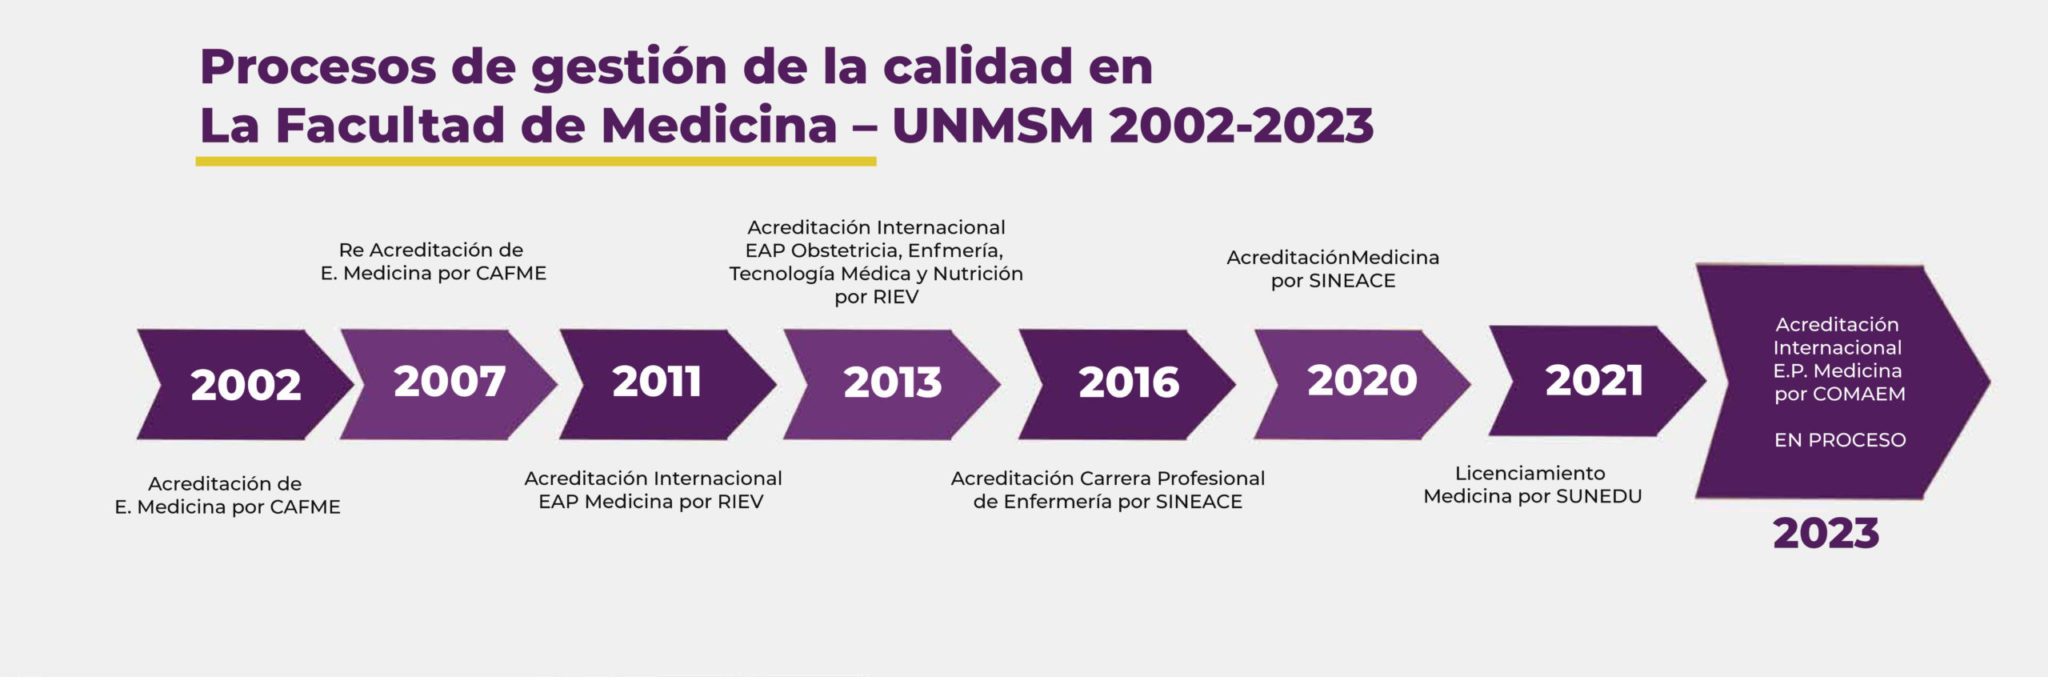 Procesos de gestión de la calidad en
La Facultad de Medicina – UNMSM 2002-2023
2002
Acreditación de
E. Medicina por CAFME
Re Acreditación de
E. Medicina por CAFME
2007
2011
Acreditación Internacional
EAP Medicina por RIEV
Acreditación Internacional
EAP Obstetricia, Enfmería,
Tecnología Médica y Nutrición
por RIEV
2013
2016
Acreditación Carrera Profesional
de Enfermería por SINEACE
AcreditaciónMedicina
por SINEACE
2020
2021
Licenciamiento
Medicina por SUNEDU
Acreditación
Internacional
E.P. Medicina
por COMAEM
EN PROCESO
2023